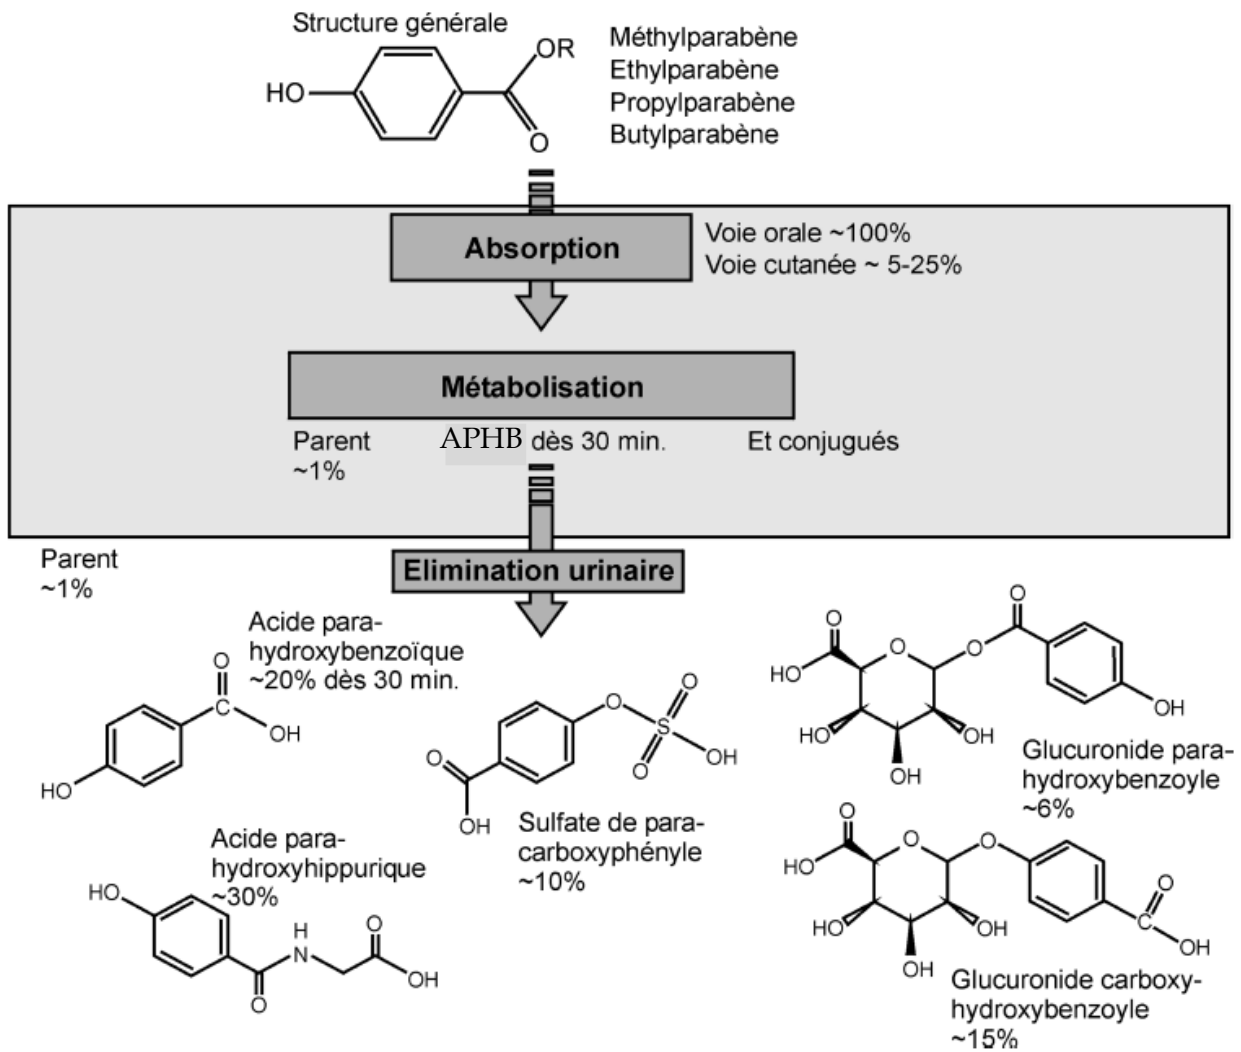 Structure générale
OR
HO
O
Méthylparabène
Ethylparabène
Propylparabène
Butylparabène
Absorption
Voie orale ~100%
Voie cutanée ~ 5-25%
Métabolisation
Parent
~1%
APHB dès 30 min.
Et conjugués
Parent
~1%
Elimination urinaire
Acide para-
hydroxybenzoïque
~20% dès 30 min.
O
C
OH
HO
O
O
S
OH
O
O
OH
Sulfate de para-
carboxyphényle
~10%
O
O
O
O
HO
HO
OH
OH
OH
Glucuronide para-
hydroxybenzoyle
~6%
Acide para-
hydroxyhippurique
~30%
HO
H
N
O
OH
O
O
O
O
HO
O
HO
OH
C
OH
OH
Glucuronide carboxy-
hydroxybenzoyle
~15%